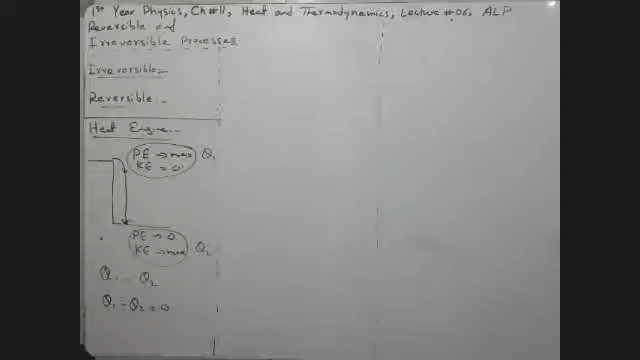 1st Year Physics, Ch#11, Heat and Thermodynamics, Lecture #06, ALP
Reversible and
Irreversible Processes
Irreversible:-
Reversible:-
Heat Engine:-
PE → max Q1
KE = 0
PE → 0
KE → max Q2
Q1 - Q2
Q1 - Q2 = 0